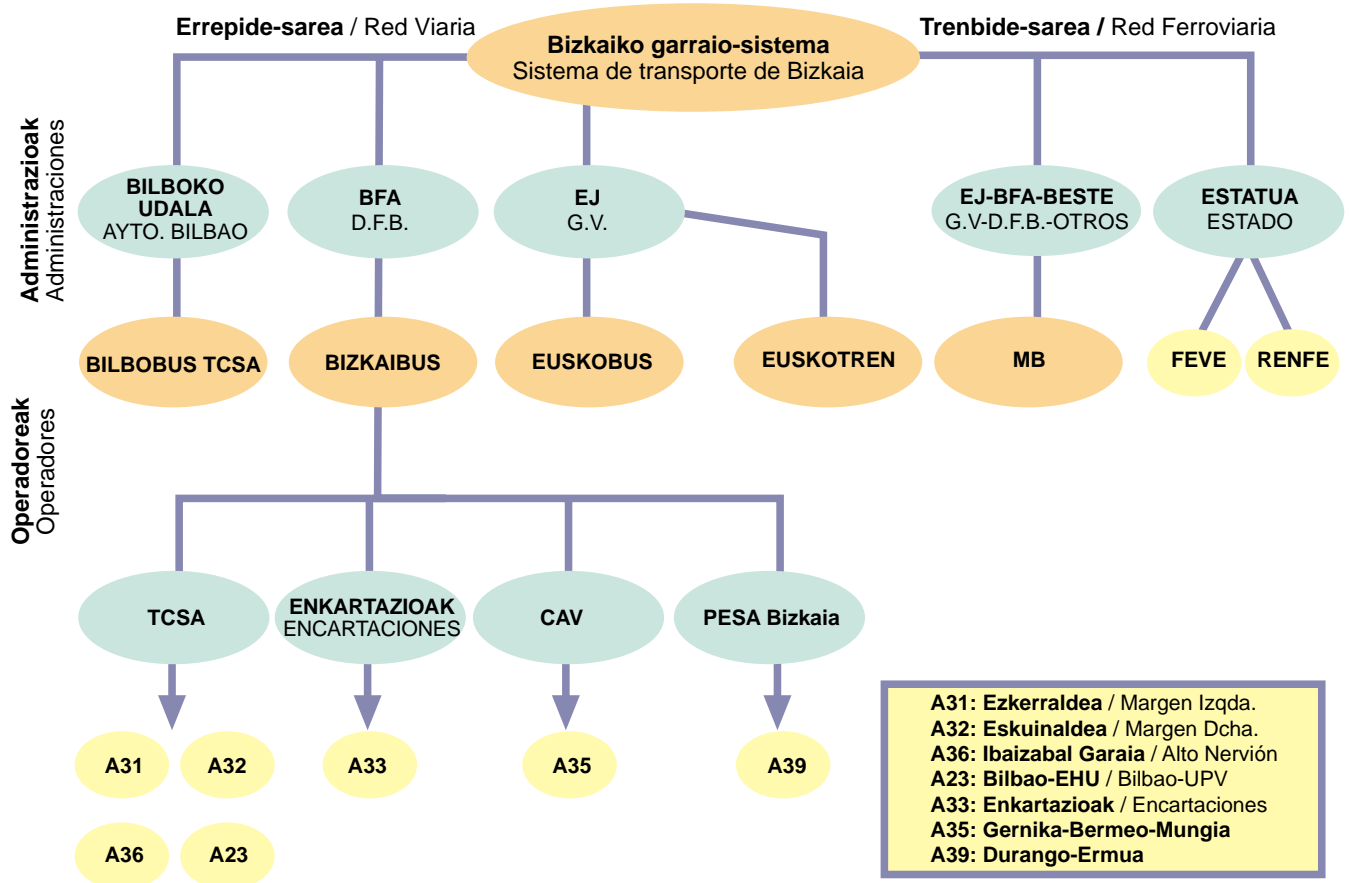 Errepide-sarea / Red Viaria
Bizkaiko garraio-sistema
Sistema de transporte de Bizkaia
Trenbide-sarea / Red Ferroviaria
Administrazioak
Administraciones
BILBOKO
UDALA
AYTO. BILBAO
BFA
D.F.B.
EJ
G.V.
EJ-BFA-BESTE
G.V-D.F.B.-OTROS
ESTATUA
ESTADO
BILBOBUS TCSA
BIZKAIBUS
EUSKOBUS
EUSKOTREN
MB
FEVE
RENFE
Operadoreak
Operadores
TCSA
ENKARTAZIOAK
ENCARTACIONES
CAV
PESA Bizkaia
A31
A32
A33
A35
A39
A36
A23
A31: Ezkerraldea / Margen Izqda.
A32: Eskuinaldea / Margen Dcha.
A36: Ibaizabal Garaia / Alto Nervión
A23: Bilbao-EHU / Bilbao-UPV
A33: Enkartazioak / Encartaciones
A35: Gernika-Bermeo-Mungia
A39: Durango-Ermua